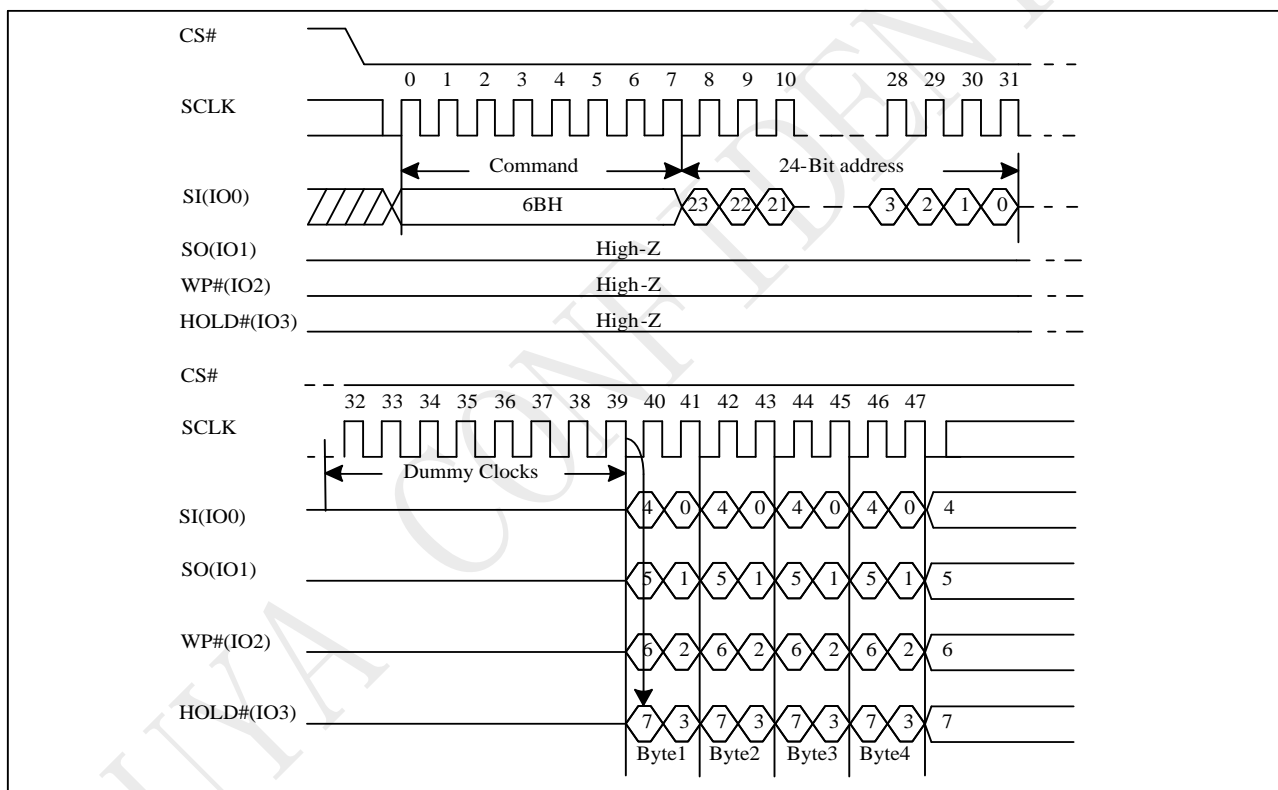 CS#
0 1 2 3 4 5 6 7 8 9 10 28 29 30 31
SCLK
Command 24-Bit address
SI(IO0) 6BH 23 22 21 3 2 1 0
SO(IO1) High-Z
WP#(IO2) High-Z
HOLD#(IO3) High-Z
CS#
32 33 34 35 36 37 38 39 40 41 42 43 44 45 46 47
SCLK
Dummy Clocks
SI(IO0) 4 0 4 0 4 0 4 0 4
SO(IO1) 5 1 5 1 5 1 5 1 5
WP#(IO2) 6 2 6 2 6 2 6 2 6
HOLD#(IO3) 7 3 7 3 7 3 7 3 7
Byte1 Byte2 Byte3 Byte4
UYA CONFIDENT